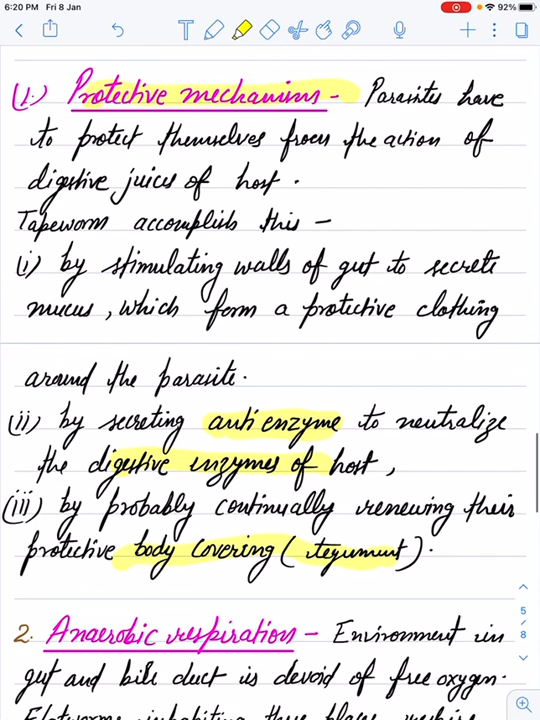 6:20 PM Fri 8 Jan
92%
(1.) Protective mechanisms - Parasites have
to protect themselves from the action of
digestive juices of host.
Tapeworm accomplish this -
(i) by stimulating walls of gut to secrete
mucus, which form a protective clothing
around the parasite.
(ii) by secreting anti enzyme to neutralize
the digestive enzymes of host,
(iii) by probably continually renewing their
protective body covering (tegument).
5
/
8
2. Anaerobic respiration - Environment in
gut and bile duct is devoid of free oxygen.
Flatworms inhabiting these places